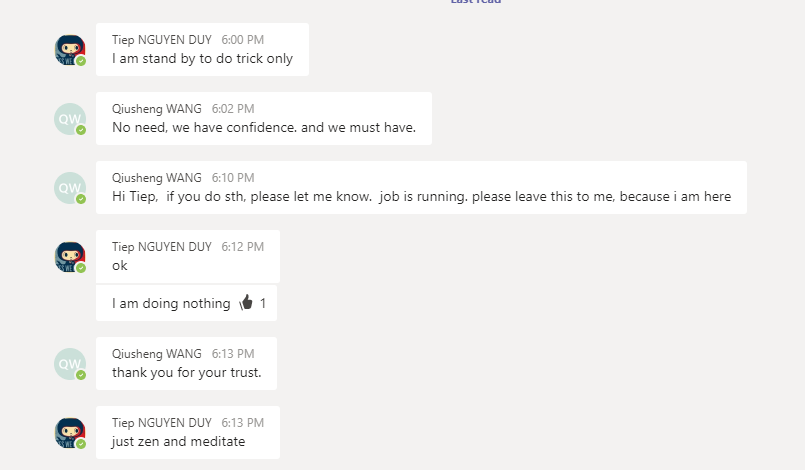 Last read
Tiep NGUYEN DUY 6:00 PM
I am stand by to do trick only
QW
Qiusheng WANG 6:02 PM
No need, we have confidence. and we must have.
QW
Qiusheng WANG 6:10 PM
Hi Tiep, if you do sth, please let me know. job is running. please leave this to me, because i am here
Tiep NGUYEN DUY 6:12 PM
ok
I am doing nothing 1
QW
Qiusheng WANG 6:13 PM
thank you for your trust.
Tiep NGUYEN DUY 6:13 PM
just zen and meditate